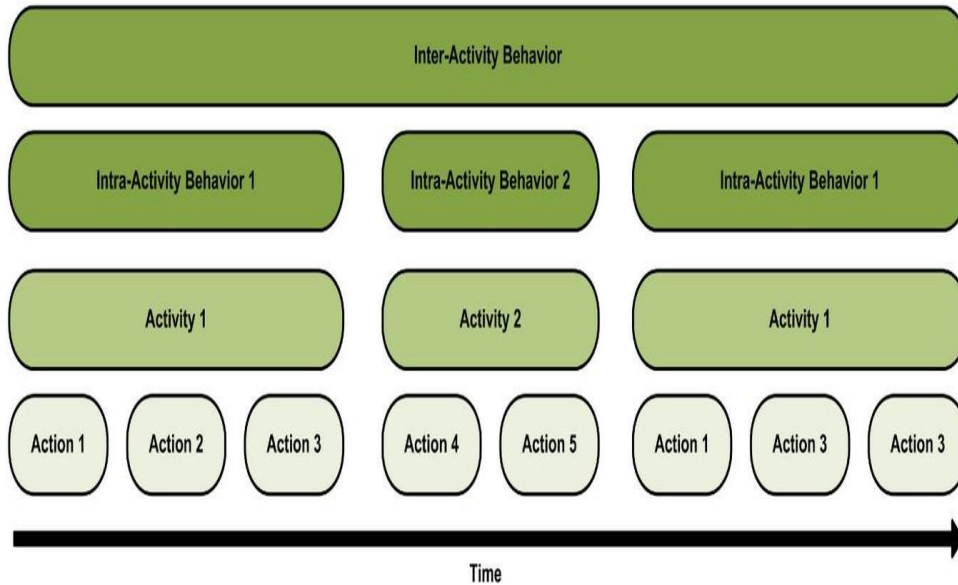 Inter-Activity Behavior
Intra-Activity Behavior 1 Intra-Activity Behavior 2 Intra-Activity Behavior 1
Activity 1 Activity 2 Activity 1
Action 1 Action 2 Action 3 Action 4 Action 5 Action 1 Action 3 Action 3
Time